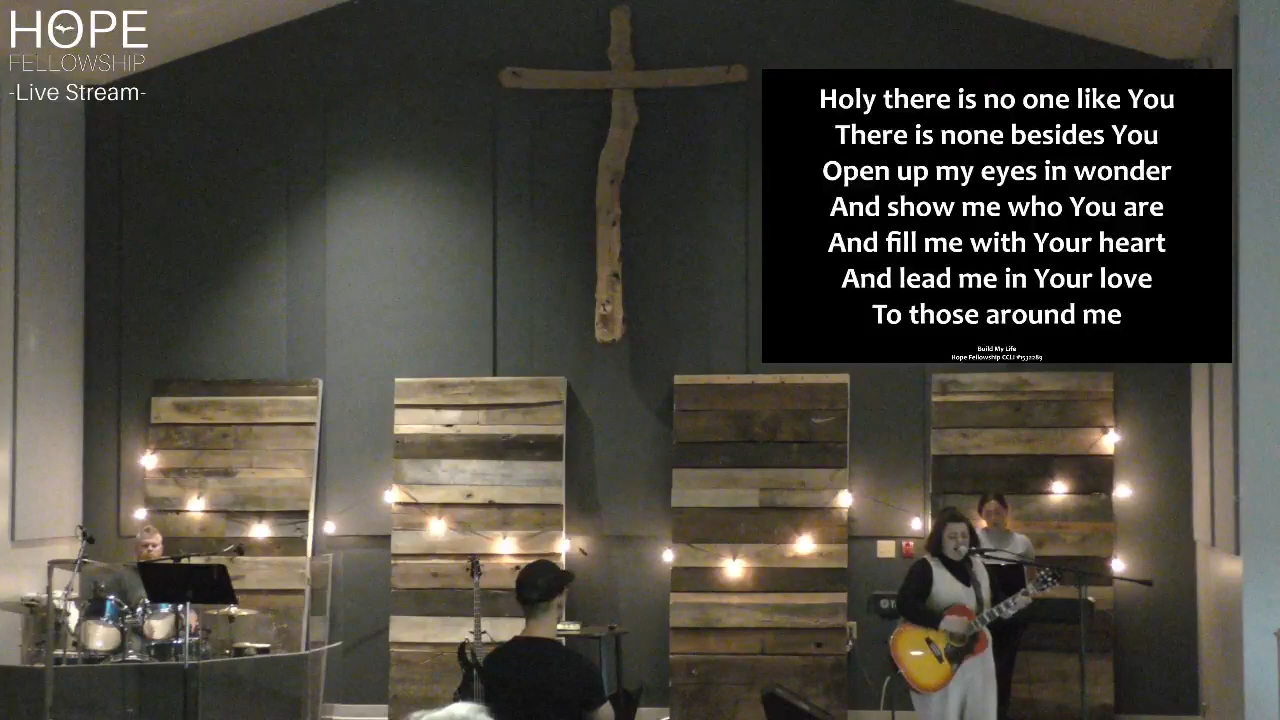 HOPE
FELLOWSHIP
-Live Stream-
Holy there is no one like You
There is none besides You
Open up my eyes in wonder
And show me who You are
And fill me with Your heart
And lead me in Your love
To those around me
Build My Life
Hope Fellowship CCLI #1532289